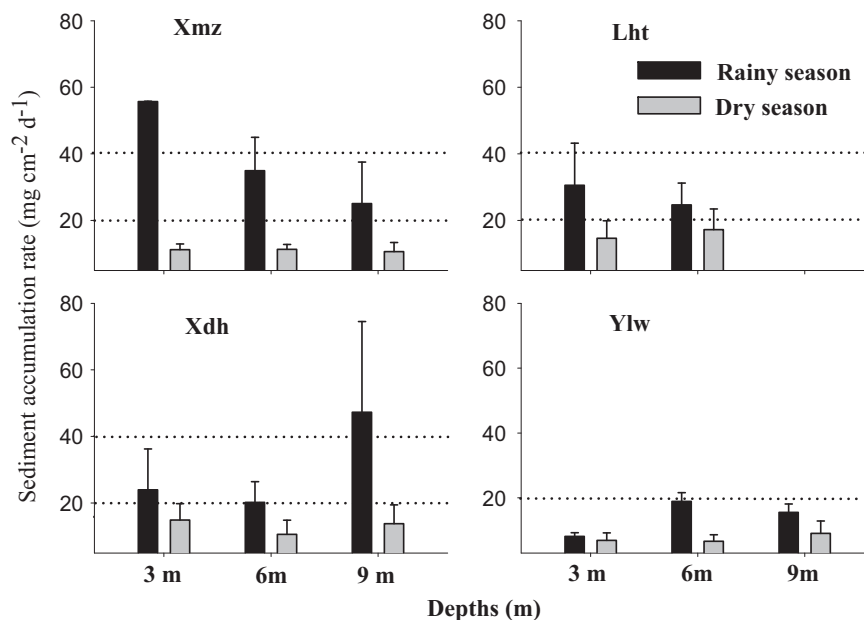 Sediment accumulation rate (mg cm-2 d-1)
Xmz
80
60
40
20
Lht
80
60
40
20
Rainy season
Dry season
Xdh
80
60
40
20
3 m
6m
9 m
Ylw
80
60
40
20
3 m
6m
9m
Depths (m)